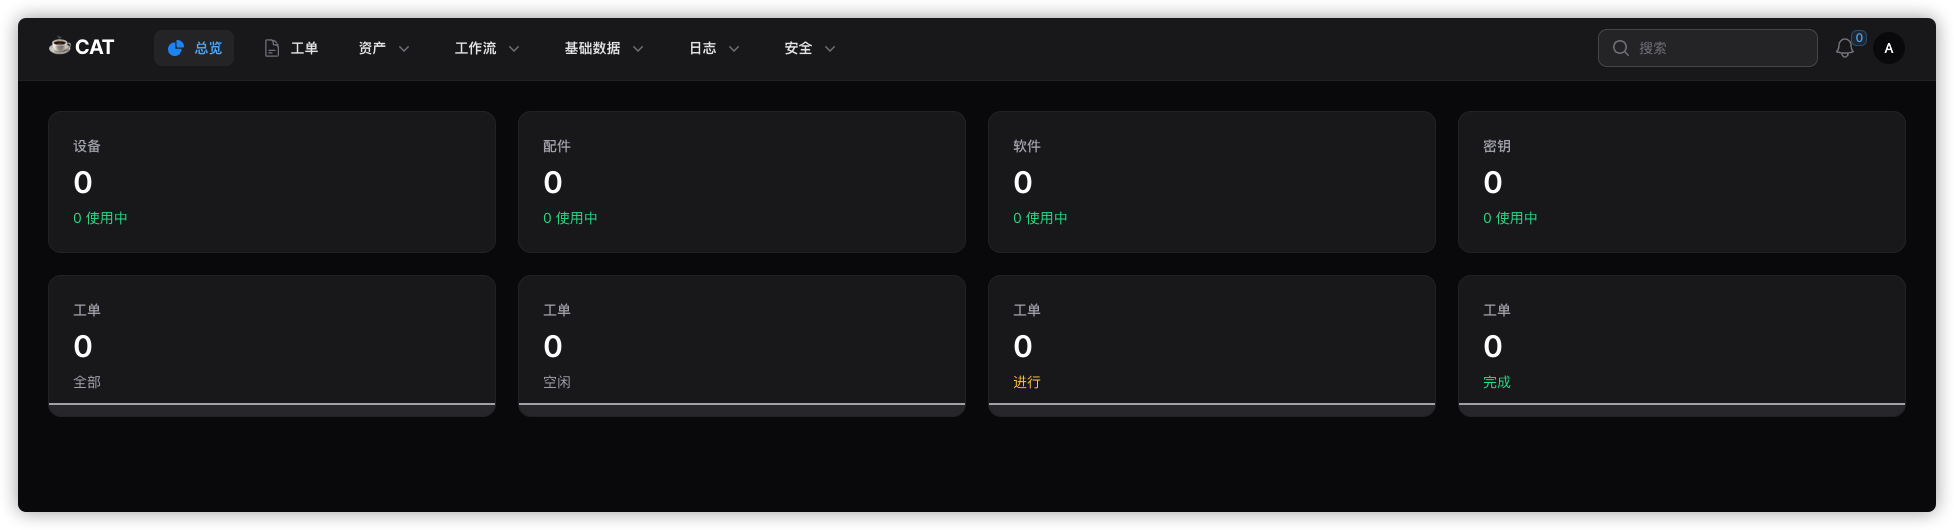 CAT 总览 工单 资产 工作流 基础数据 日志 安全 搜索 0 A
设备 配件 软件 密钥
0 0 0 0
0 使用中 0 使用中 0 使用中 0 使用中
工单 工单 工单 工单
0 0 0 0
全部 空闲 进行 完成